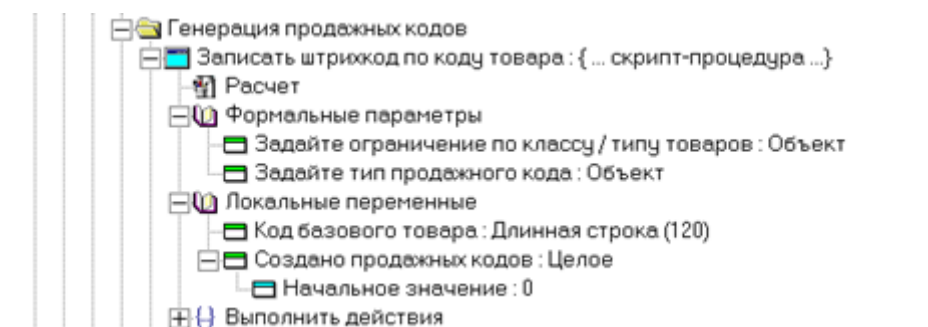 Генерация продажных кодов
Записать штрихкод по коду товара : { ... скрипт-процедура ...}
Расчет
Формальные параметры
Задайте ограничение по классу / типу товаров : Объект
Задайте тип продажного кода : Объект
Локальные переменные
Код базового товара : Длинная строка (120)
Создано продажных кодов : Целое
Начальное значение : 0
Выполнить действия